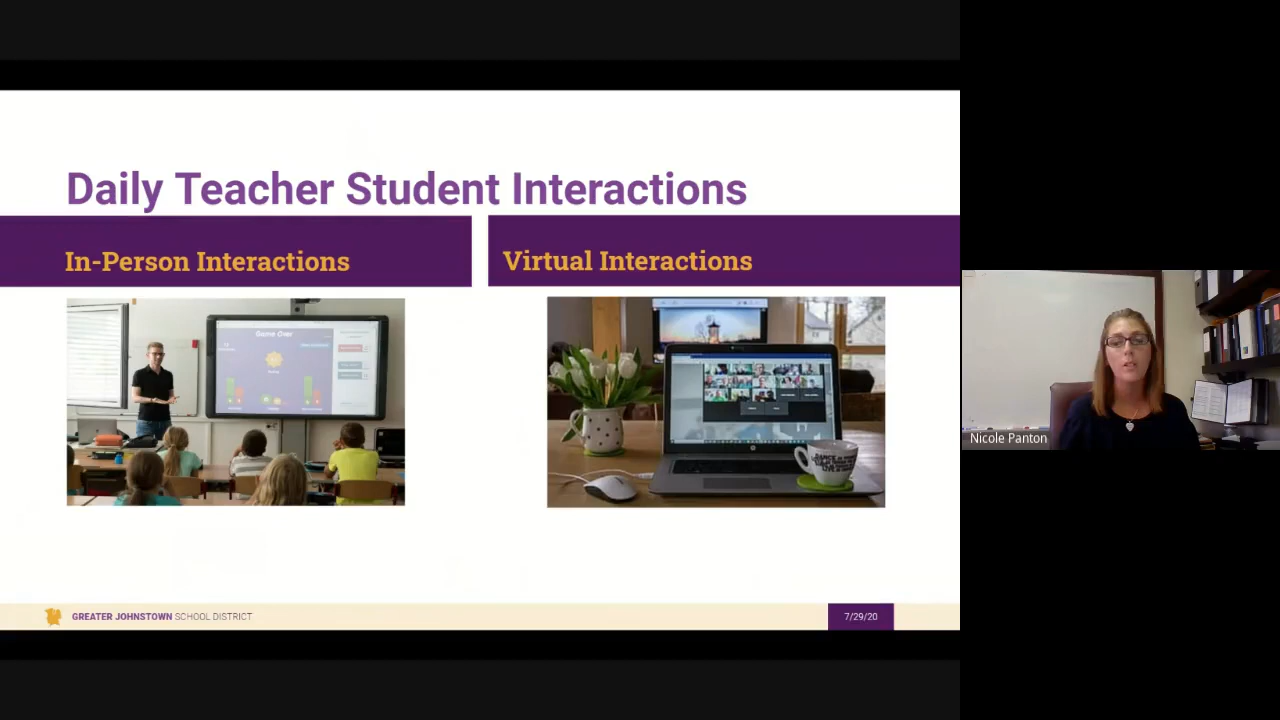 Daily Teacher Student Interactions
In-Person Interactions
Virtual Interactions
Game Over
GREATER JOHNSTOWN SCHOOL DISTRICT
7/29/20
Nicole Panton